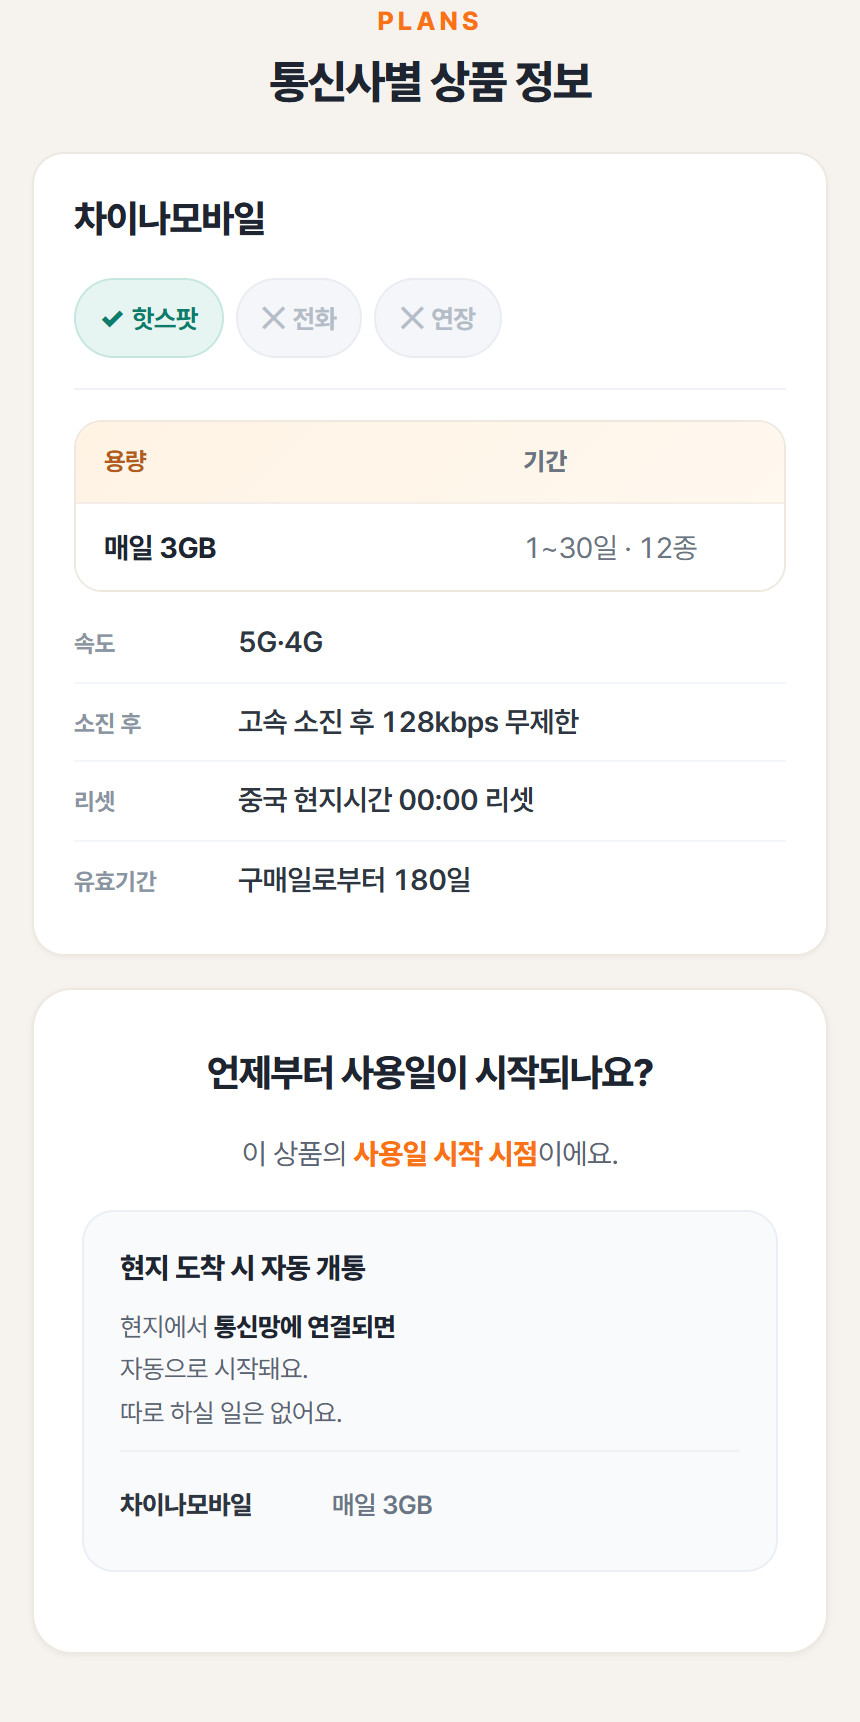 PLANS
통신사별 상품 정보
차이나모바일
✓ 핫스팟 ✕ 전화 ✕ 연장
용량 기간
매일 3GB 1~30일 · 12종
속도 5G·4G
소진 후 고속 소진 후 128kbps 무제한
리셋 중국 현지시간 00:00 리셋
유효기간 구매일로부터 180일
언제부터 사용일이 시작되나요?
이 상품의 사용일 시작 시점이에요.
현지 도착 시 자동 개통
현지에서 통신망에 연결되면
자동으로 시작돼요.
따로 하실 일은 없어요.
차이나모바일 매일 3GB